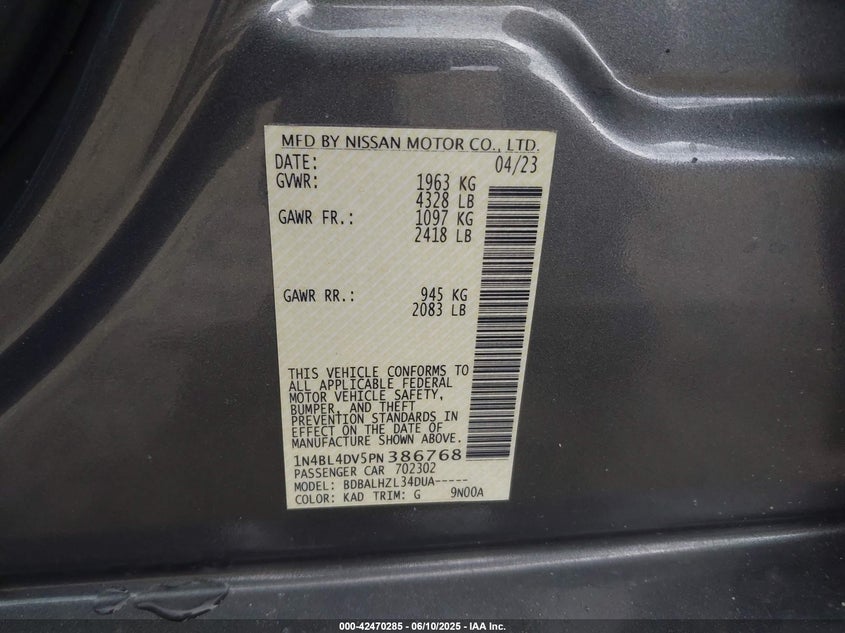 MFD BY NISSAN MOTOR CO., LTD.
DATE: 04/23
GVWR: 1963 KG
4328 LB
GAWR FR.: 1097 KG
2418 LB
GAWR RR.: 945 KG
2083 LB
THIS VEHICLE CONFORMS TO
ALL APPLICABLE FEDERAL
MOTOR VEHICLE SAFETY,
BUMPER, AND THEFT
PREVENTION STANDARDS IN
EFFECT ON THE DATE OF
MANUFACTURE SHOWN ABOVE.
1N4BL4DV5PN386768
PASSENGER CAR 702302
MODEL: BDBALHZL34DUA-----
COLOR: KAD TRIM: G 9N00A
000-42470285 - 06/10/2025 - IAA Inc.